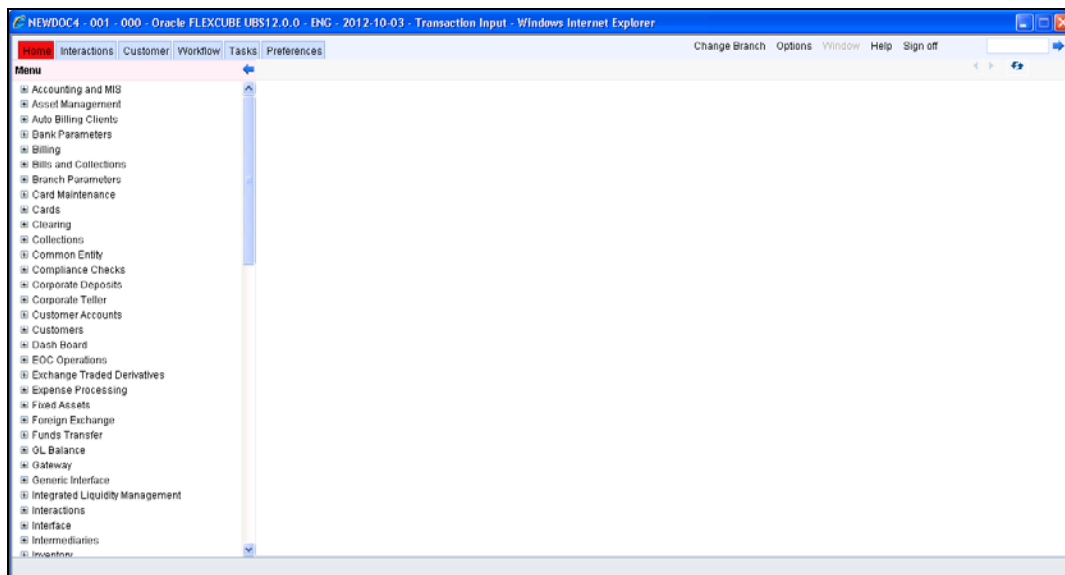 NEWDOC4 - 001 - 000 - Oracle FLEXCUBE UBS12.0.0 - ENG - 2012-10-03 - Transaction Input - Windows Internet Explorer
Home Interactions Customer Workflow Tasks Preferences Change Branch Options Window Help Sign off
Menu
Accounting and MIS
Asset Management
Auto Billing Clients
Bank Parameters
Billing
Bills and Collections
Branch Parameters
Card Maintenance
Cards
Clearing
Collections
Common Entity
Compliance Checks
Corporate Deposits
Corporate Teller
Customer Accounts
Customers
Dash Board
EOC Operations
Exchange Traded Derivatives
Expense Processing
Fixed Assets
Foreign Exchange
Funds Transfer
GL Balance
Gateway
Generic Interface
Integrated Liquidity Management
Interactions
Interface
Intermediaries
Inventory